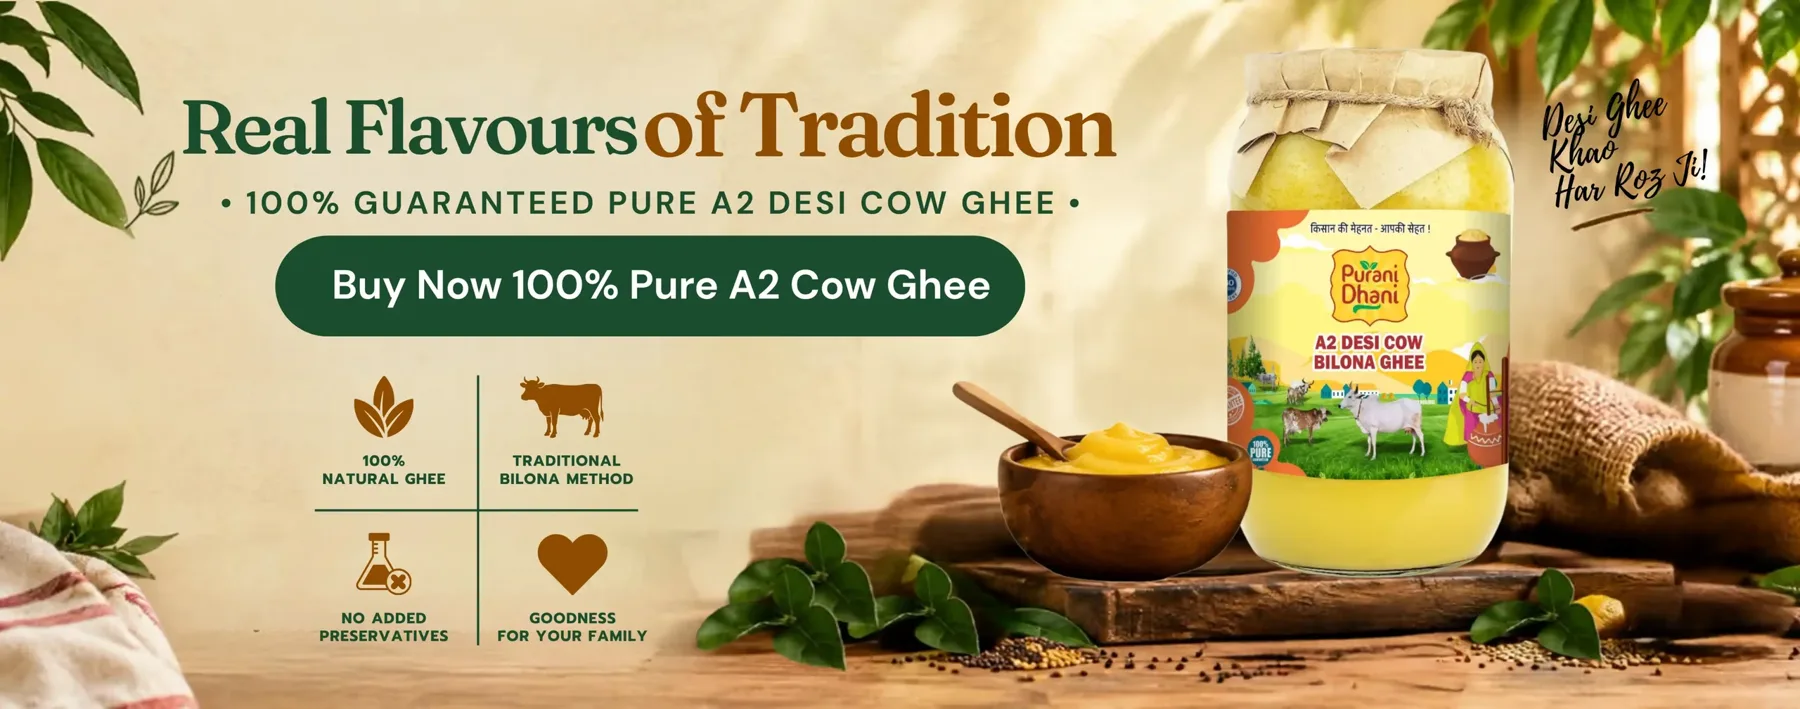 Real Flavours of Tradition
• 100% GUARANTEED PURE A2 DESI COW GHEE •
Buy Now 100% Pure A2 Cow Ghee
100%
NATURAL GHEE
TRADITIONAL
BILONA METHOD
NO ADDED
PRESERVATIVES
GOODNESS
FOR YOUR FAMILY
किसान की मेहनत - आपकी सेहत !
Purani
Dhani
A2 DESI COW
BILONA GHEE
100%
PURE
Desi Ghee
Khao
Har Roz Ji!